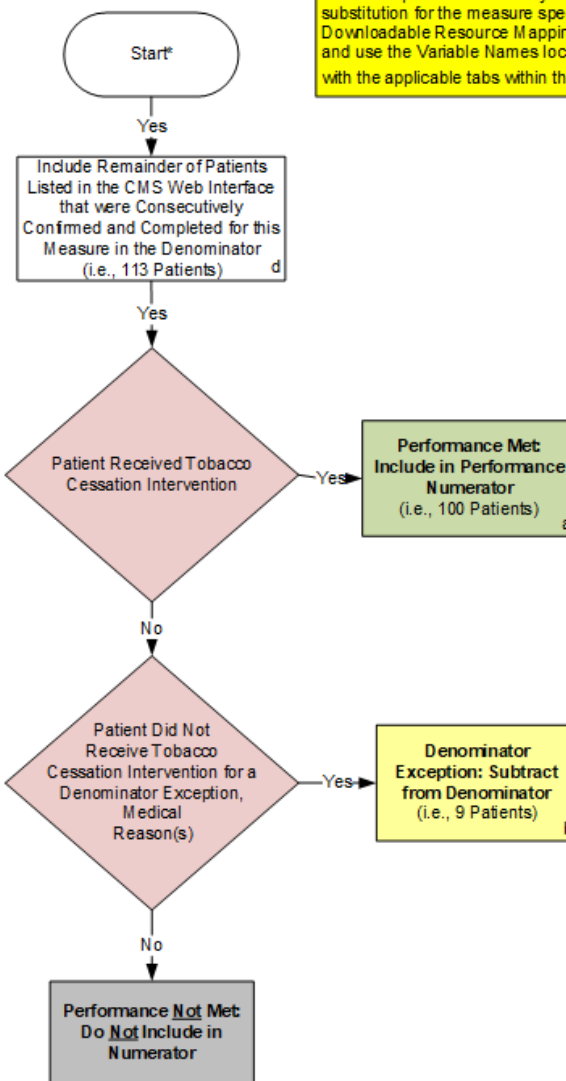 substitution for the measure
Downloadable Resource
and use the Variable Names
with the applicable tabs within
Start*
Yes
Include Remainder of Patients
Listed in the CMS Web Interface
that were Consecutively
Confirmed and Completed for this
Measure in the Denominator
(i.e., 113 Patients) d
Yes
Patient Received Tobacco
Cessation Intervention
Yes
Performance Met:
Include in Performance
Numerator
(i.e., 100 Patients)
a
No
Patient Did Not
Receive Tobacco
Cessation Intervention for a
Denominator Exception,
Medical
Reason(s)
Yes
Denominator
Exception: Subtract
from Denominator
(i.e., 9 Patients)
No
Performance Not Met:
Do Not Include in
Numerator